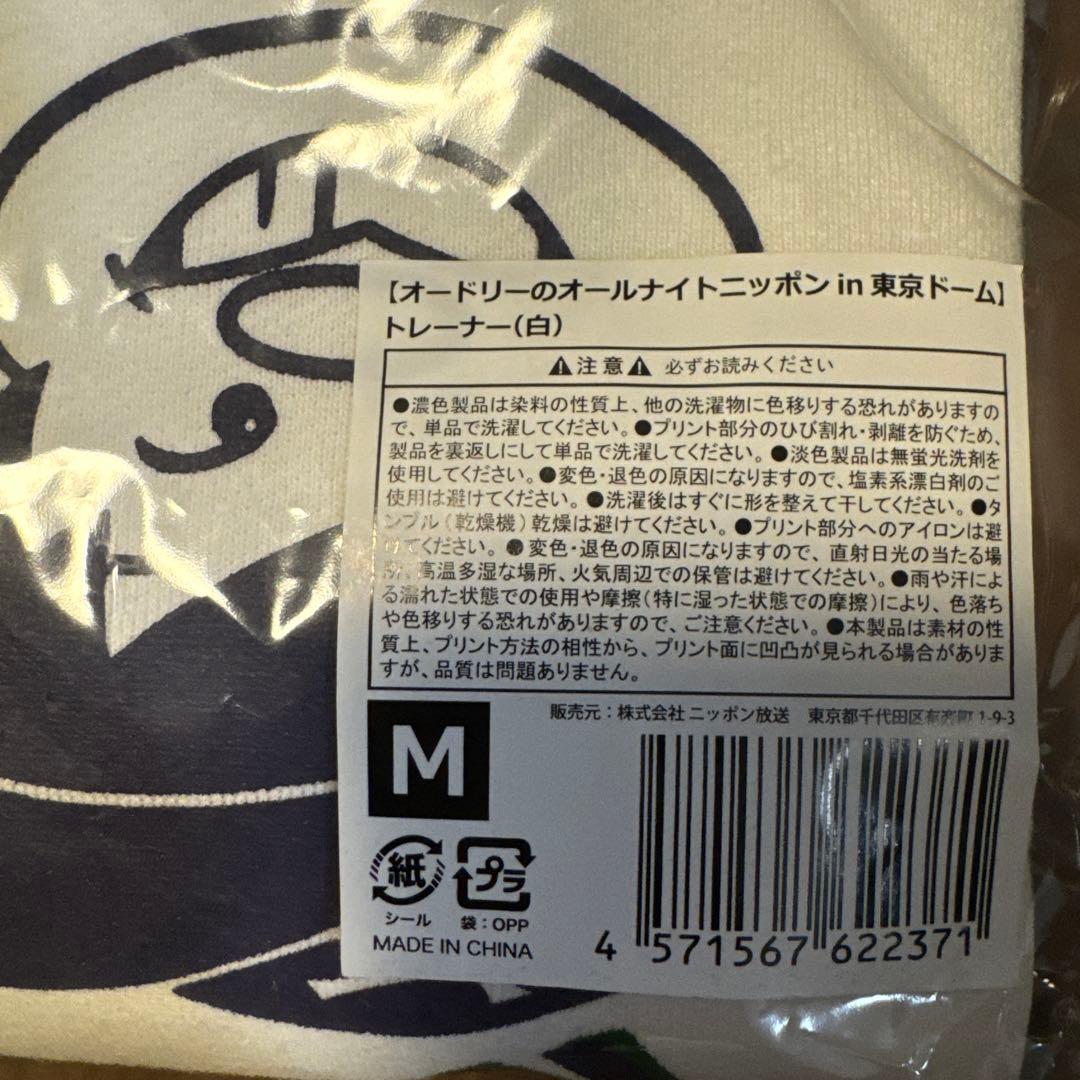 【オードリーのオールナイトニッポン in 東京ドーム】
トレーナー(白)
⚠注意⚠ 必ずお読みください
●濃色製品は染料の性質上、他の洗濯物に色移りする恐れがありますの
で、単品で洗濯してください。●プリント部分のひび割れ・剥離を防ぐため、
製品を裏返しにして単品で洗濯してください。●淡色製品は無蛍光洗剤を
使用してください。●変色・退色の原因になりますので、塩素系漂白剤のご
使用は避けてください。●洗濯後はすぐに形を整えて干してください。●タ
ンブル(乾燥機)乾燥は避けてください。●プリント部分へのアイロンは避
けてください。●変色・退色の原因になりますので、直射日光の当たる場
所、高温多湿な場所、火気周辺での保管は避けてください。●雨や汗によ
る濡れた状態での使用や摩擦(特に湿った状態での摩擦)により、色落ち
や色移りする恐れがありますので、ご注意ください。●本製品は素材の性
質上、プリント方法の相性から、プリント面に凹凸が見られる場合がありま
すが、品質は問題ありません。
販売元:株式会社ニッポン放送 東京都千代田区有楽町1-9-3
M
紙
プラ
シール
袋:OPP
MADE IN CHINA
4 571567 622371